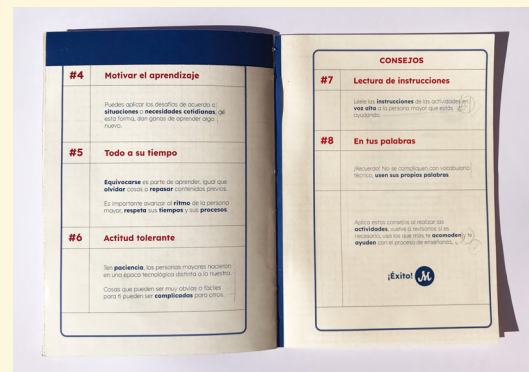 #4 Motivar el aprendizaje
Puedes aplicar los desafíos de acuerdo a
situaciones o necesidades cotidianas, de
esta forma, dan ganas de aprender algo
nuevo.
#5 Todo a su tiempo
Equivocarse es parte de aprender, igual que
olvidar cosas o repasar contenidos previos.
Es importante avanzar al ritmo de la persona
mayor, respeta sus tiempos y sus procesos.
#6 Actitud tolerante
Ten paciencia, las personas mayores nacieron
en una época tecnológica distinta a la nuestra.
Cosas que pueden ser muy obvias o fáciles
para ti pueden ser complicadas para otros.
CONSEJOS
#7 Lectura de instrucciones
Léele las instrucciones de las actividades en
voz alta a la persona mayor que estás
ayudando.
#8 En tus palabras
¡Recuerda! No se compliquen con vocabulario
técnico, usen sus propias palabras.
Aplica estos consejos al realizar las
actividades, vuelve a revisarlos si es
necesario, usa los que más te acomoden y te
ayuden con el proceso de enseñanza.
¡Éxito! M